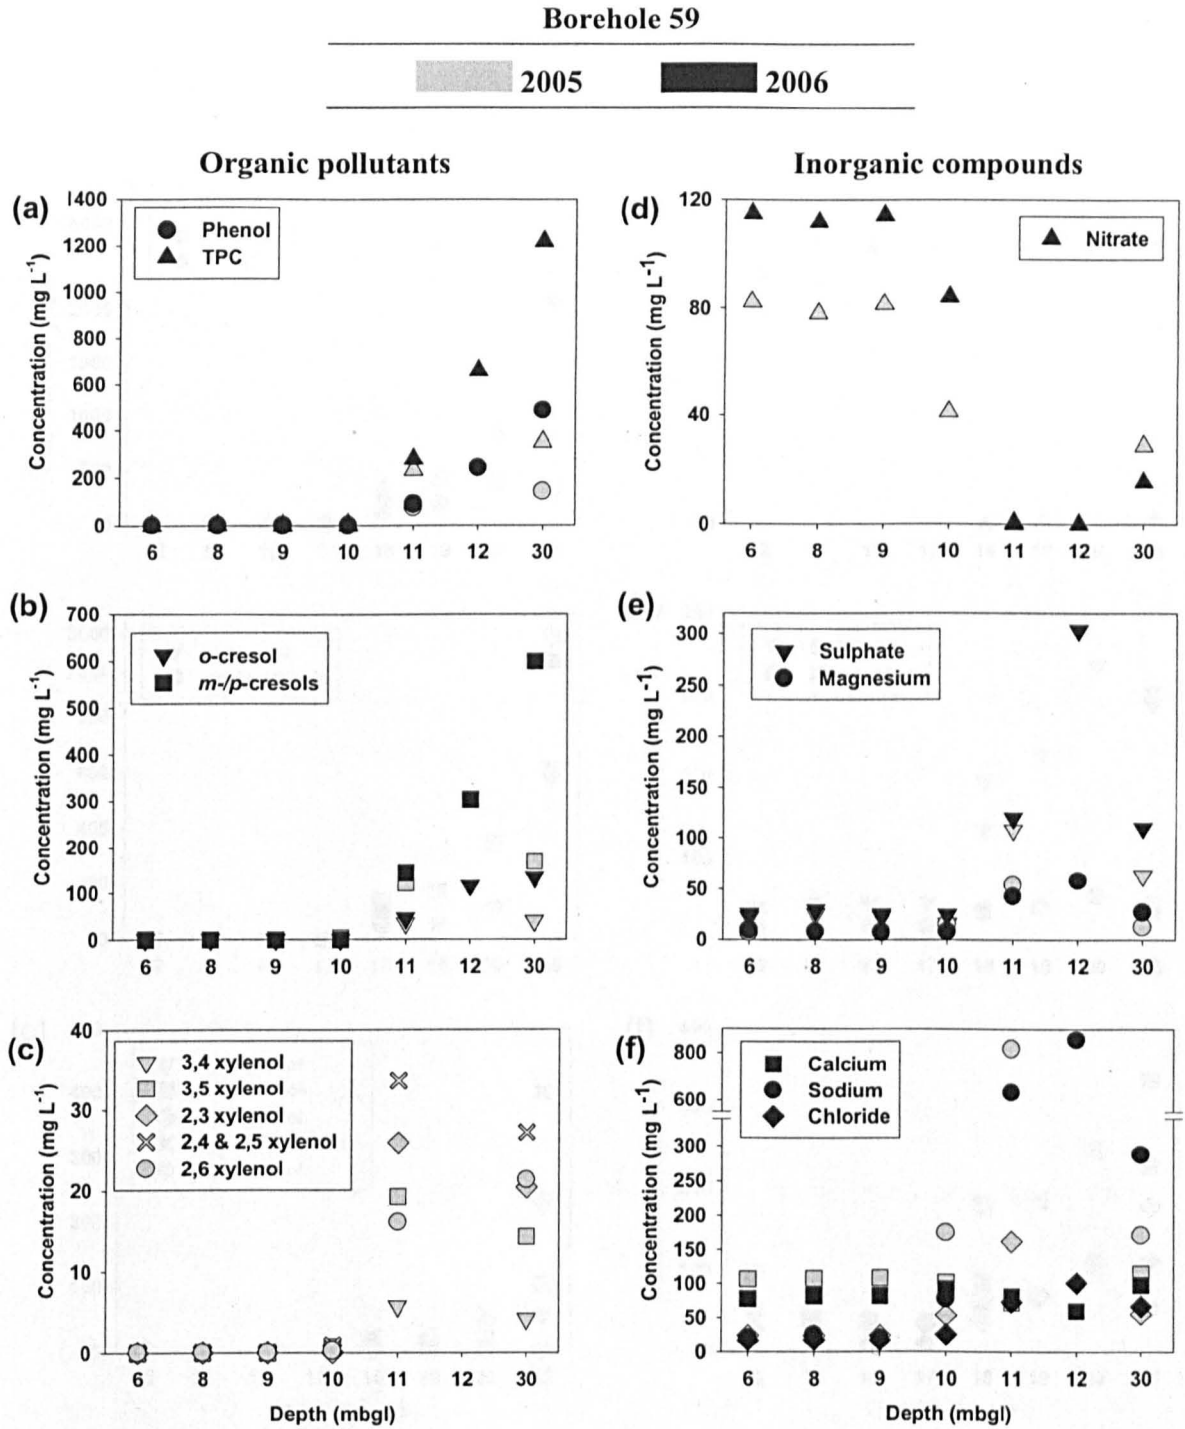 Borehole 59
2005 2006
Organic pollutants
Inorganic compounds
(a)
Concentration (mg L-1)
1400
1200
1000
800
600
400
200
0
Phenol
TPC
6 8 9 10 11 12 30
(d)
Concentration (mg L-1)
120
80
40
0
Nitrate
6 8 9 10 11 12 30
(b)
Concentration (mg L-1)
700
600
500
400
300
200
100
0
o-cresol
m-/p-cresols
6 8 9 10 11 12 30
(e)
Concentration (mg L-1)
300
250
200
150
100
50
0
Sulphate
Magnesium
6 8 9 10 11 12 30
(c)
Concentration (mg L-1)
40
30
20
10
0
3,4 xylenol
3,5 xylenol
2,3 xylenol
2,4 & 2,5 xylenol
2,6 xylenol
6 8 9 10 11 12 30
Depth (mbgl)
(f)
Concentration (mg L-1)
800
600
300
250
200
150
100
50
0
Calcium
Sodium
Chloride
6 8 9 10 11 12 30
Depth (mbgl)